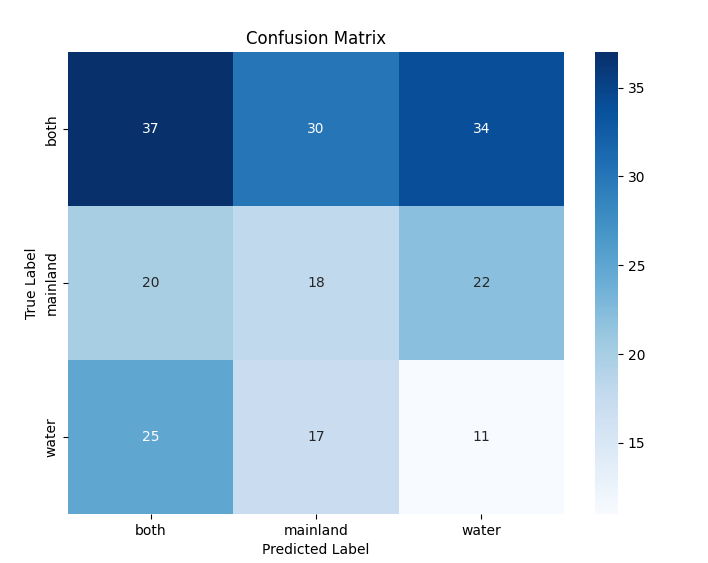 Confusion Matrix
True Label
both
37 30 34
mainland
20 18 22
water
25 17 11
both mainland water
Predicted Label
35
30
25
20
15